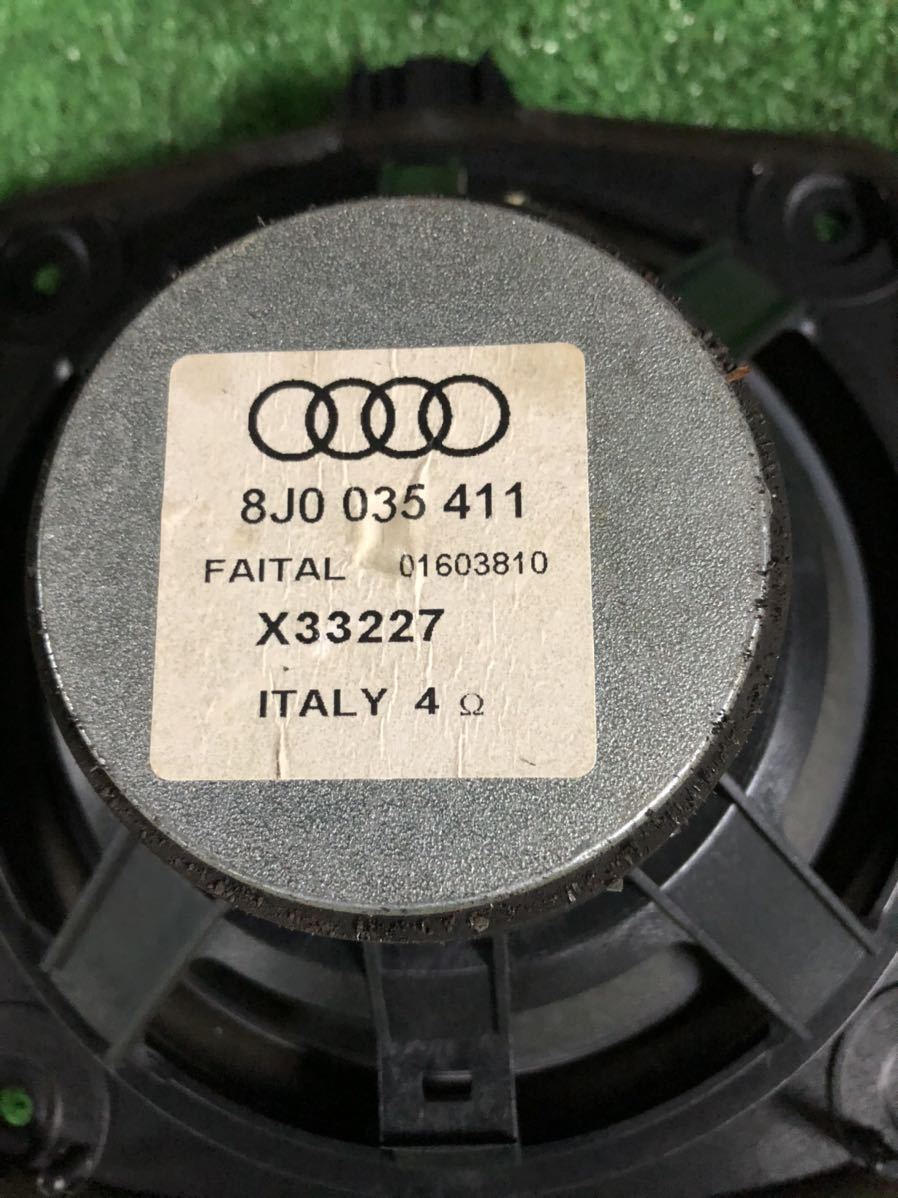 8J0 035 411
FAITAL 01603810
X33227
ITALY 4 Ω